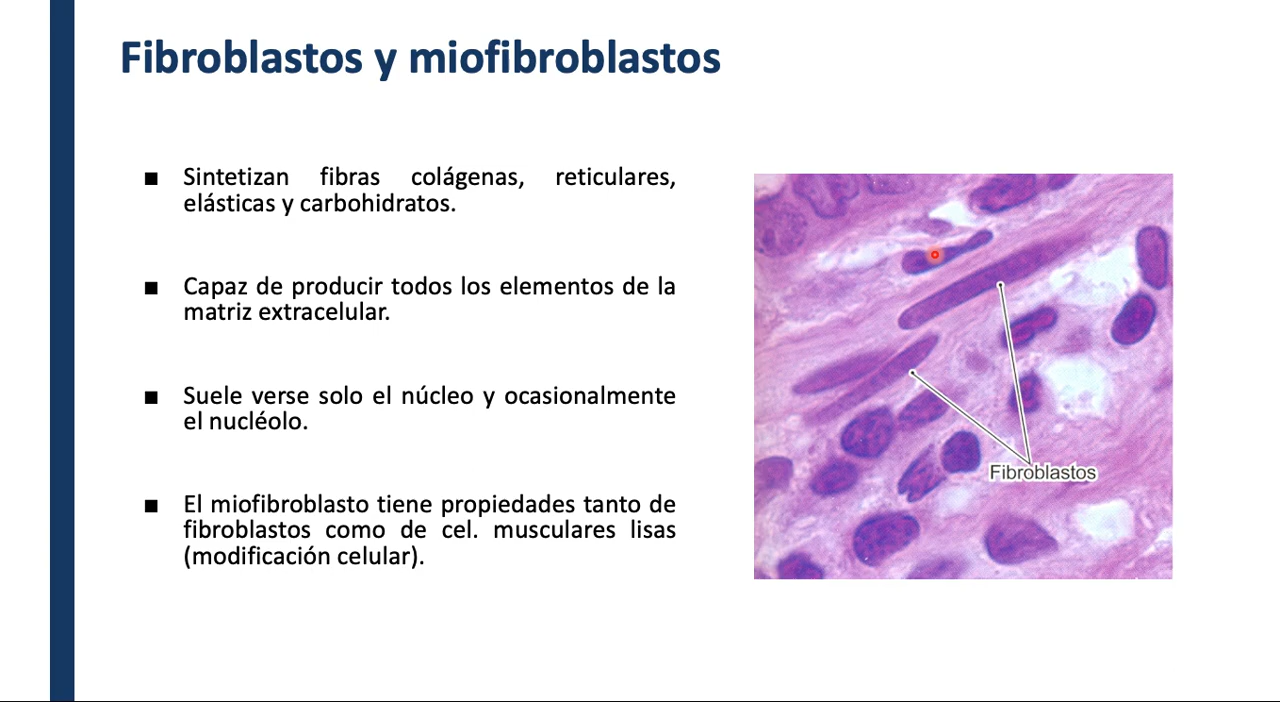 Fibroblastos y miofibroblastos
■ Sintetizan fibras colágenas, reticulares,
elásticas y carbohidratos.
■ Capaz de producir todos los elementos de la
matriz extracelular.
■ Suele verse solo el núcleo y ocasionalmente
el nucléolo.
■ El miofibroblasto tiene propiedades tanto de
fibroblastos como de cel. musculares lisas
(modificación celular).
Fibroblastos